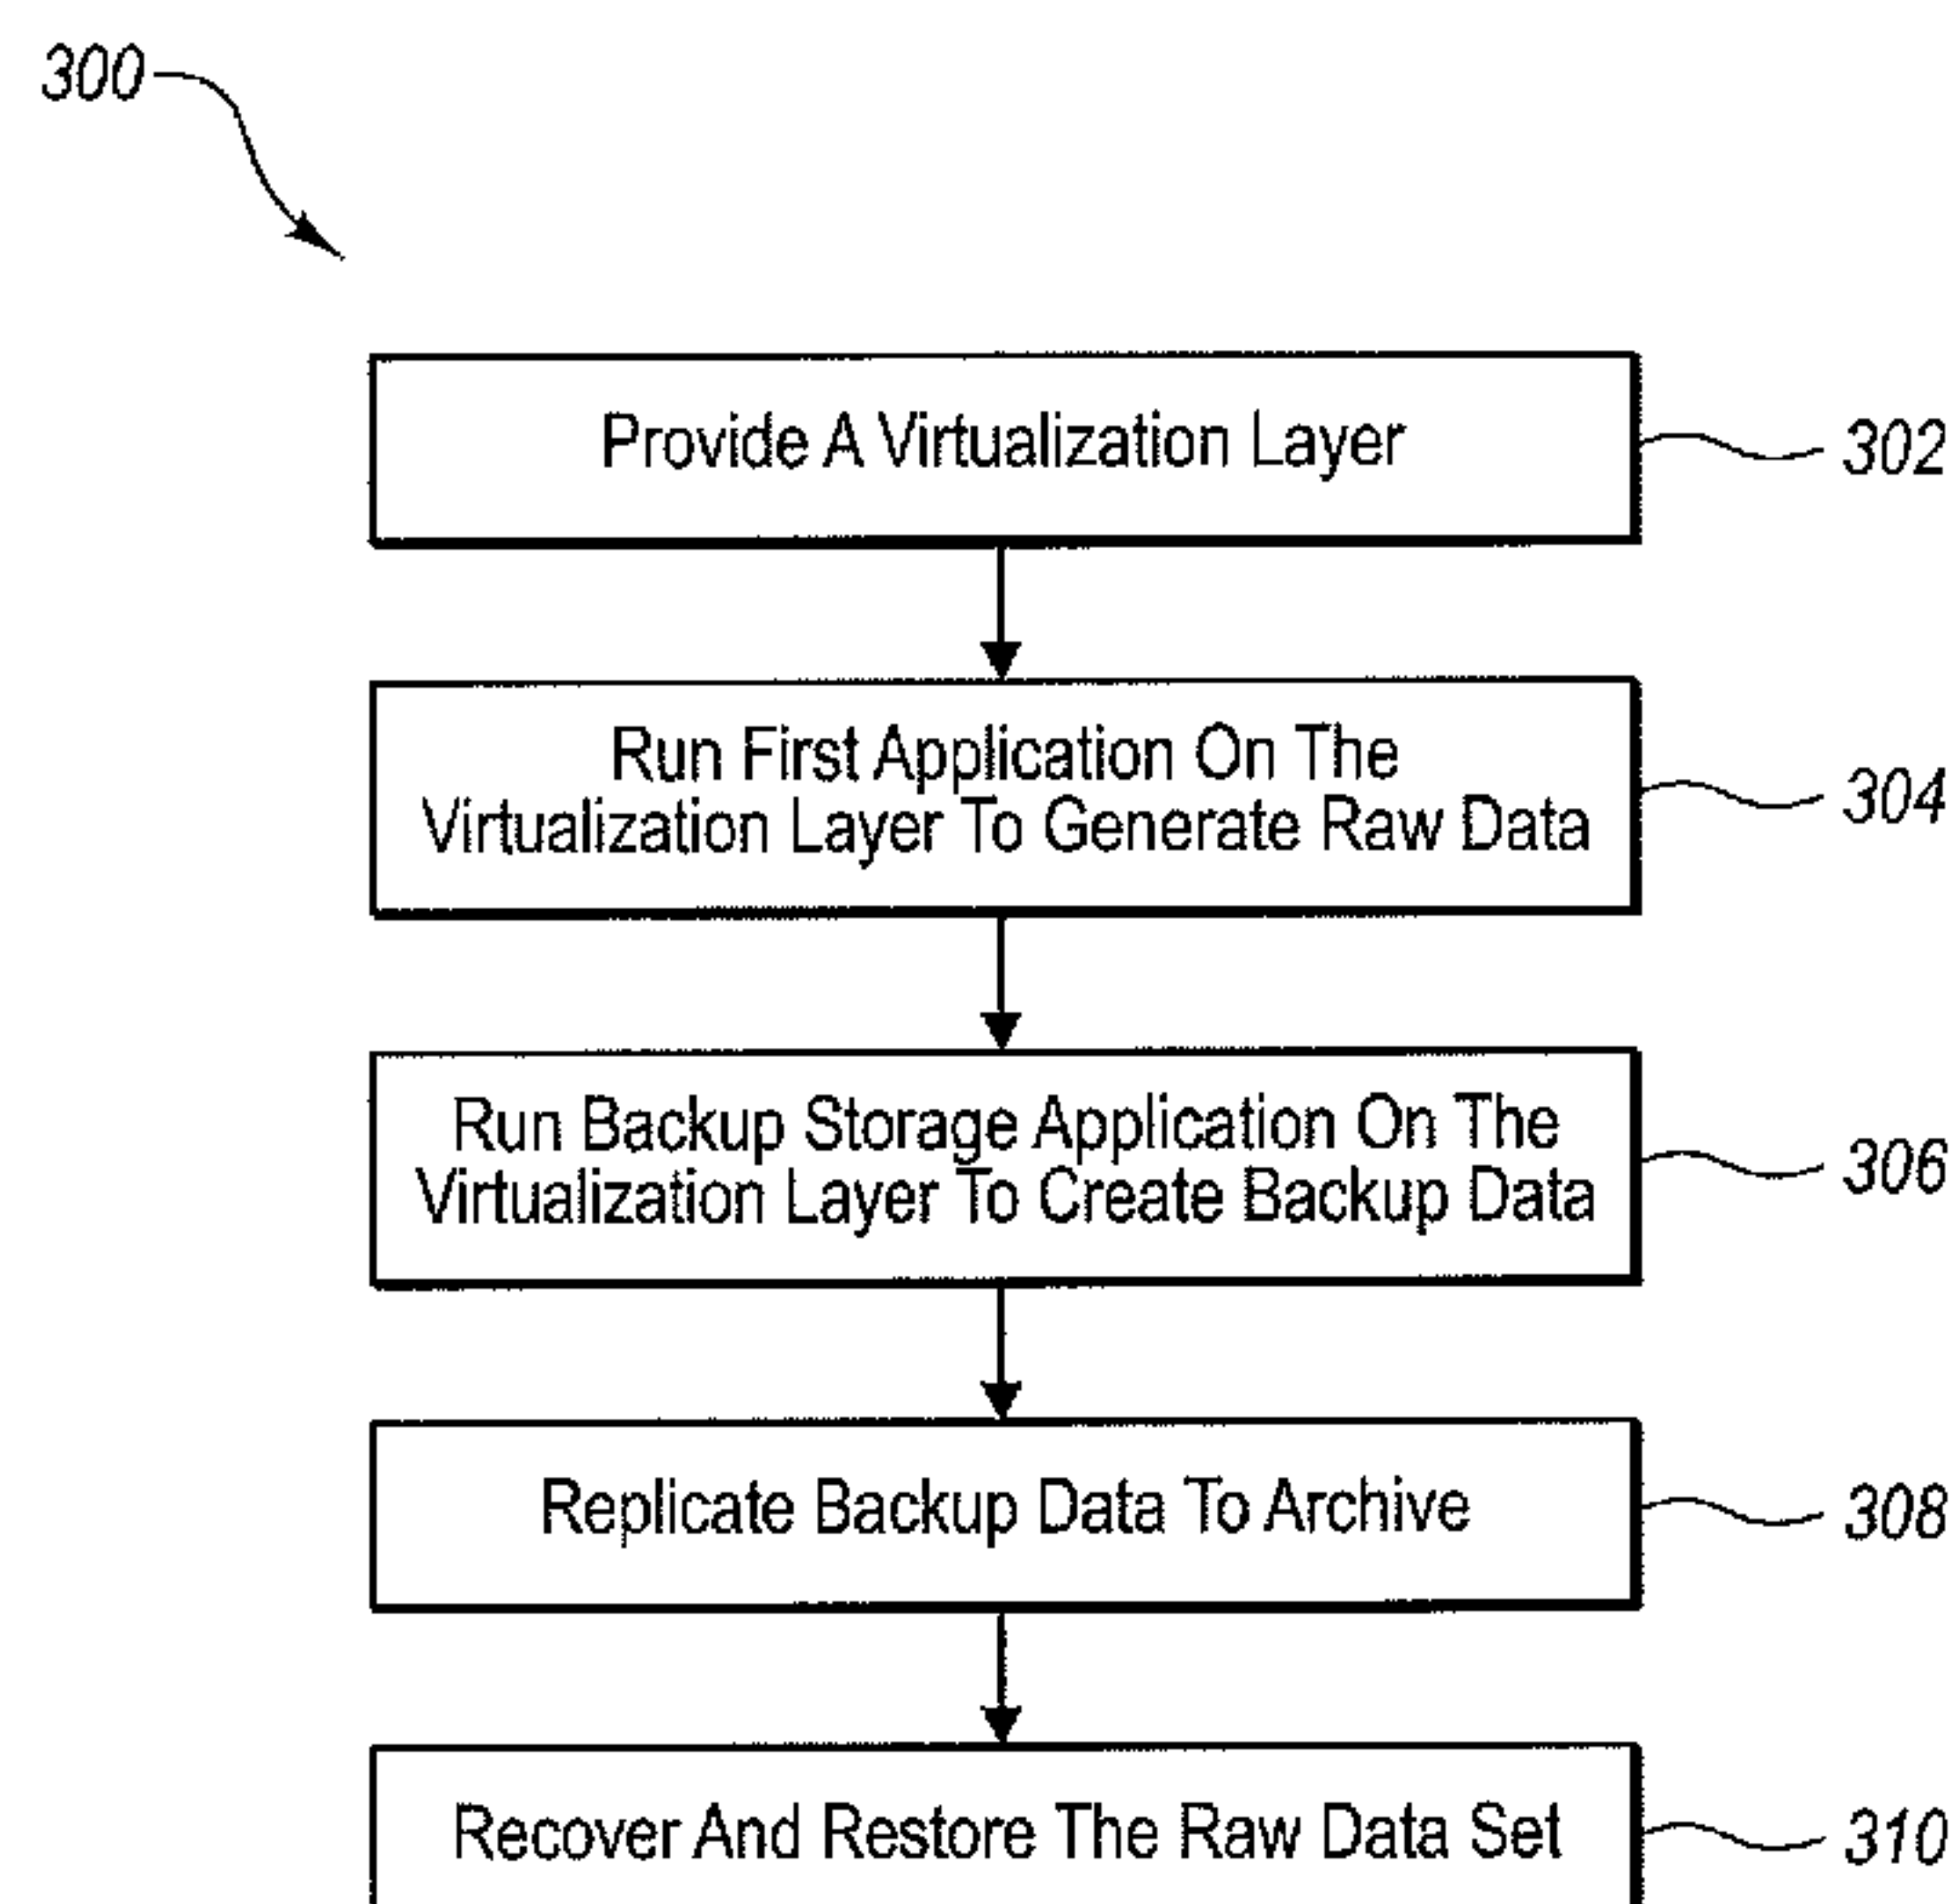 300
Provide A Virtualization Layer
302
Run First Application On The
Virtualization Layer To Generate Raw Data
304
Run Backup Storage Application On The
Virtualization Layer To Create Backup Data
306
Replicate Backup Data To Archive
308
Recover And Restore The Raw Data Set
310